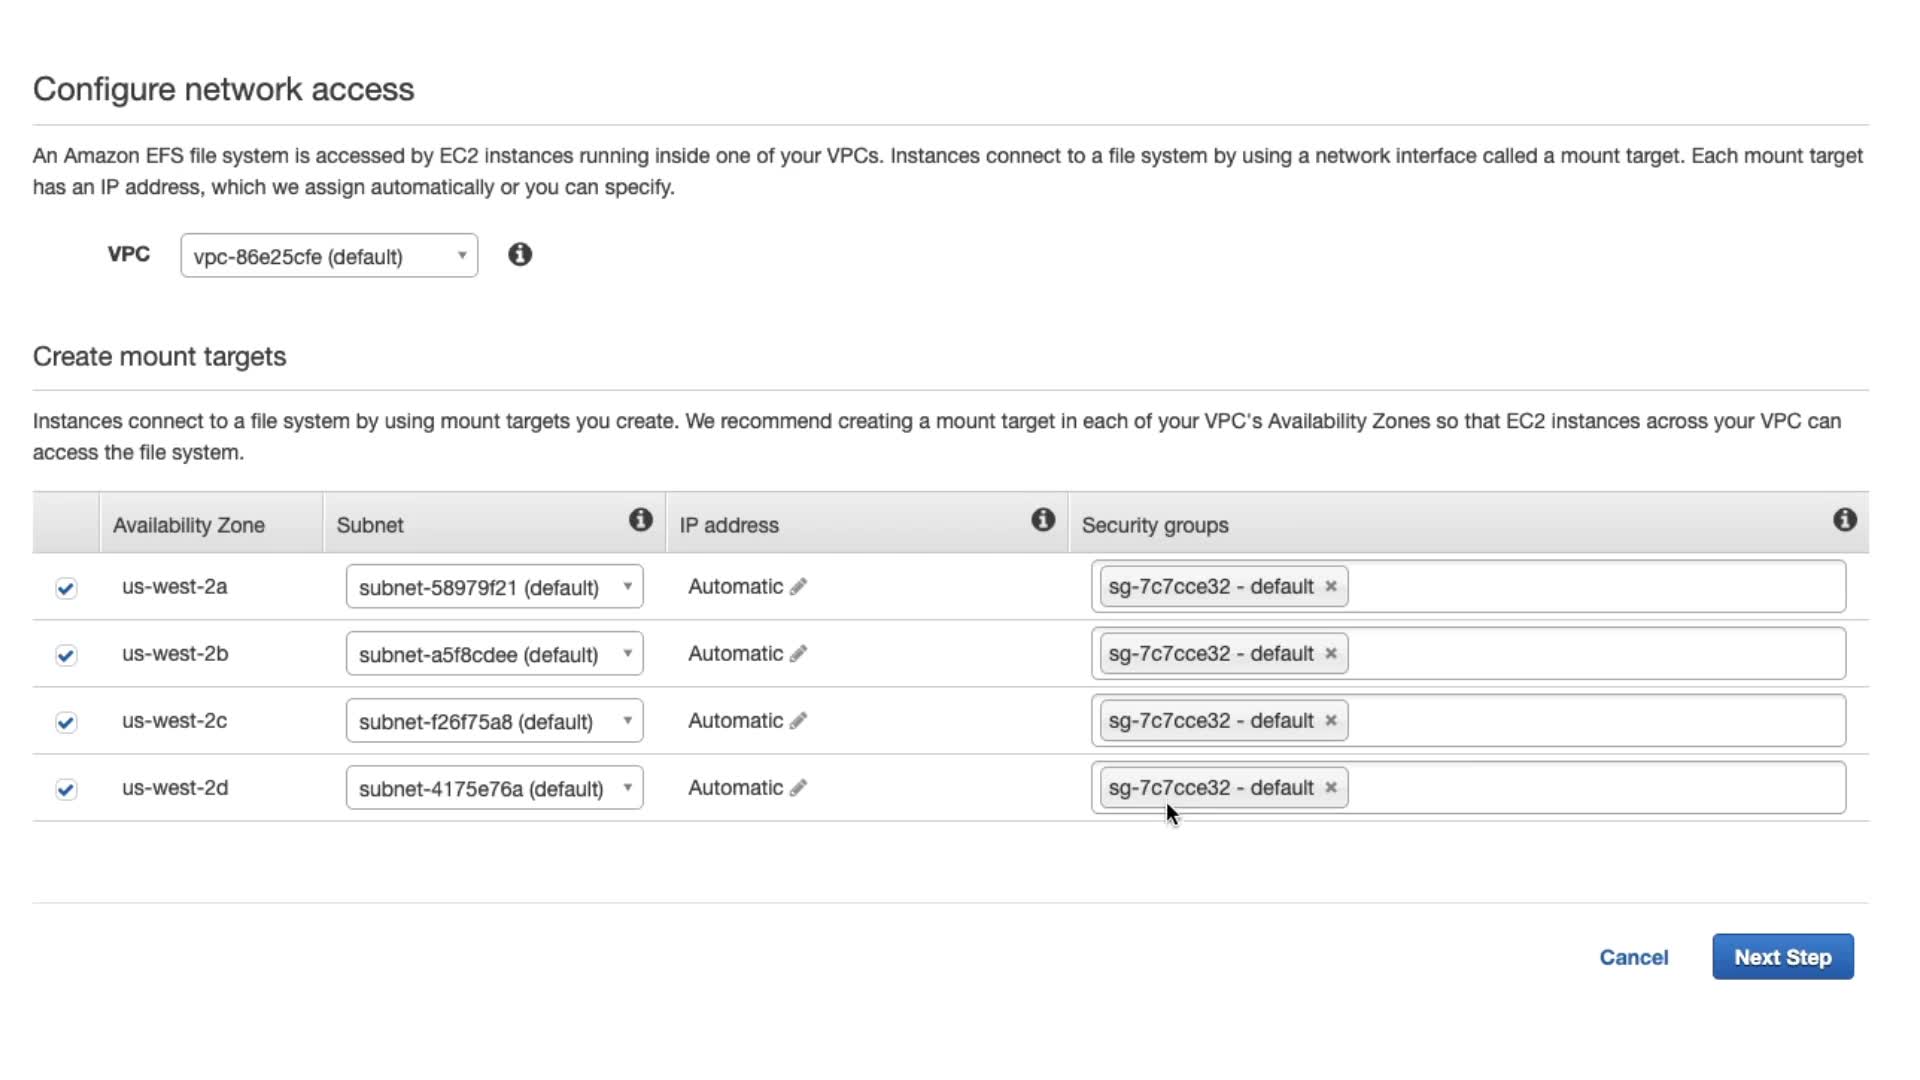 Configure network access
An Amazon EFS file system is accessed by EC2 instances running inside one of your VPCs. Instances connect to a file system by using a network interface called a mount target. Each mount target
has an IP address, which we assign automatically or you can specify.
VPC vpc-86e25cfe (default)
Create mount targets
Instances connect to a file system by using mount targets you create. We recommend creating a mount target in each of your VPC's Availability Zones so that EC2 instances across your VPC can
access the file system.
Availability Zone Subnet IP address Security groups
us-west-2a subnet-58979f21 (default) Automatic sg-7c7cce32 - default
us-west-2b subnet-a5f8cdee (default) Automatic sg-7c7cce32 - default
us-west-2c subnet-f26f75a8 (default) Automatic sg-7c7cce32 - default
us-west-2d subnet-4175e76a (default) Automatic sg-7c7cce32 - default
Cancel Next Step